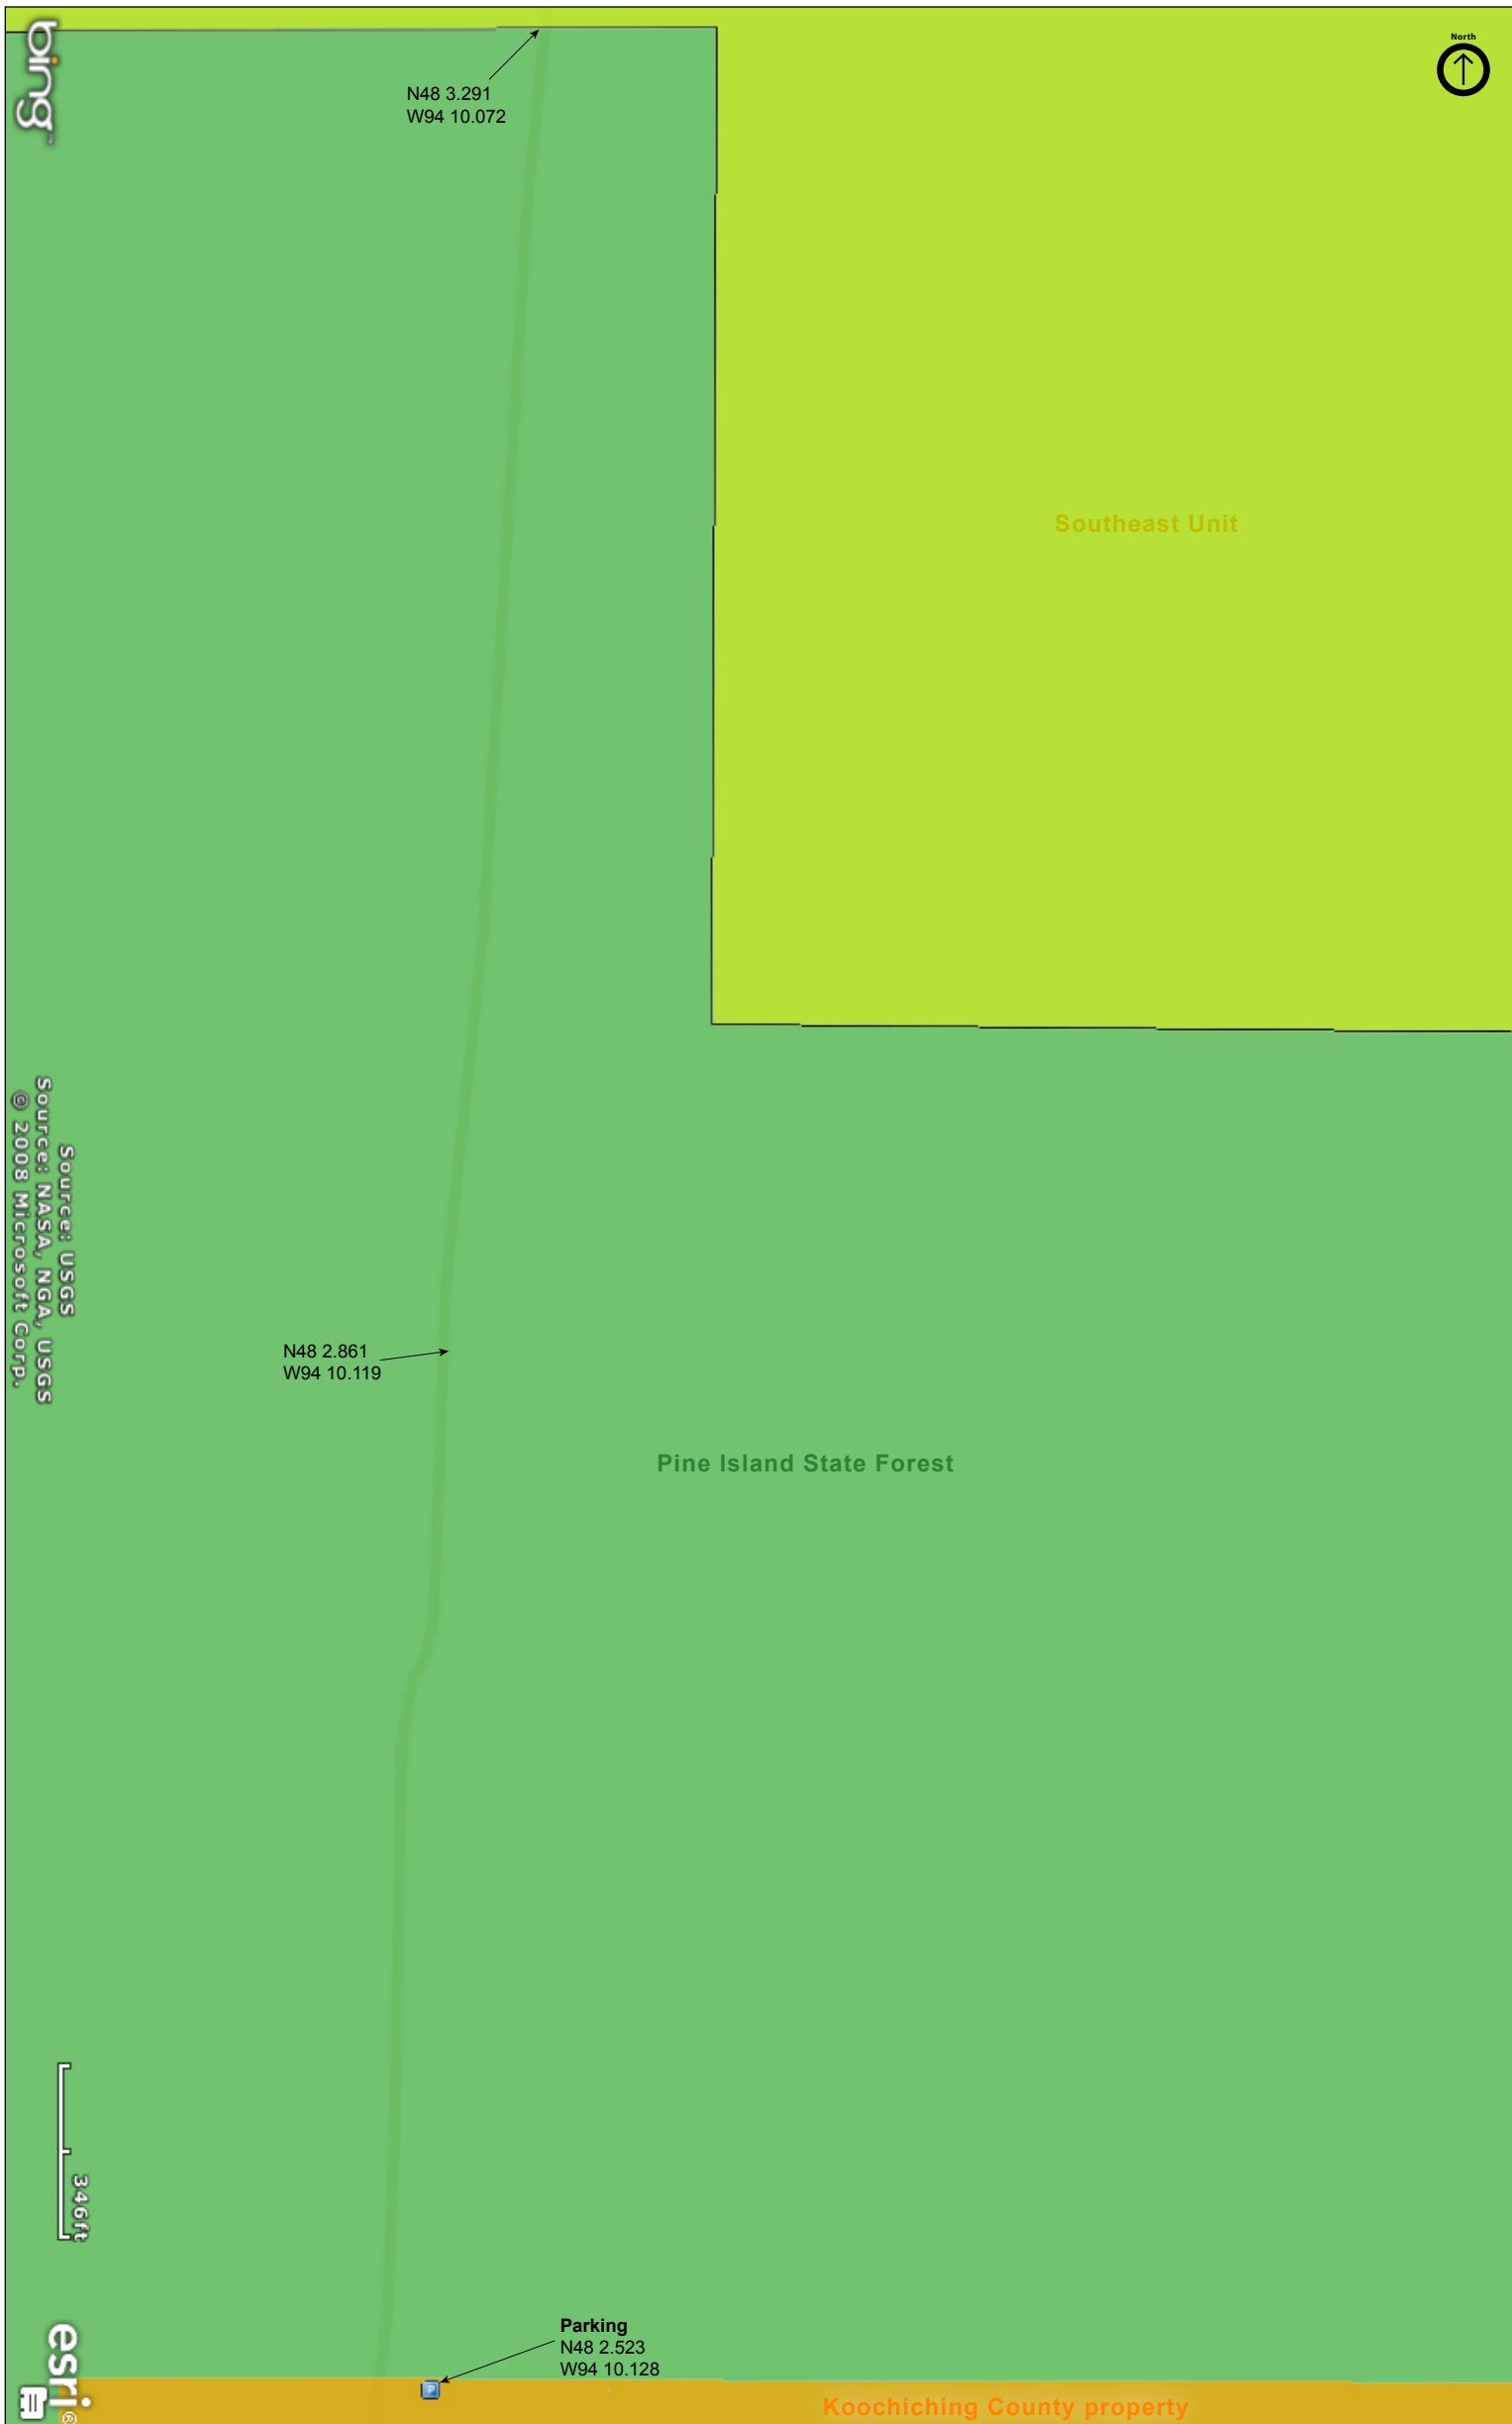 North
bing™
N48 3.291
W94 10.072
Southeast Unit
Source: USGS
Source: NASA, NGA, USGS
© 2008 Microsoft Corp.
N48 2.861
W94 10.119
Pine Island State Forest
346ft
Parking
N48 2.523
W94 10.128
P
esri®
Koochiching County property